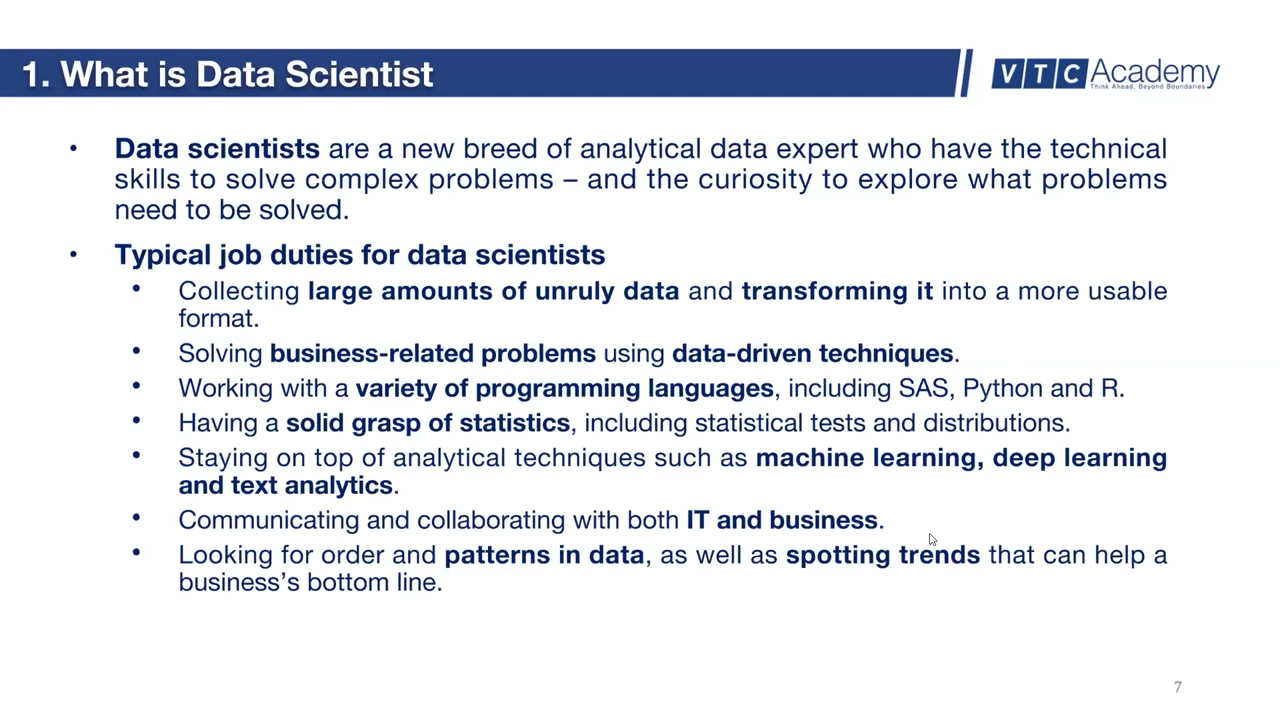 1. What is Data Scientist
VTC Academy
Think Ahead, Beyond Boundaries
• Data scientists are a new breed of analytical data expert who have the technical
skills to solve complex problems – and the curiosity to explore what problems
need to be solved.
• Typical job duties for data scientists
• Collecting large amounts of unruly data and transforming it into a more usable
format.
• Solving business-related problems using data-driven techniques.
• Working with a variety of programming languages, including SAS, Python and R.
• Having a solid grasp of statistics, including statistical tests and distributions.
• Staying on top of analytical techniques such as machine learning, deep learning
and text analytics.
• Communicating and collaborating with both IT and business.
• Looking for order and patterns in data, as well as spotting trends that can help a
business’s bottom line.
7